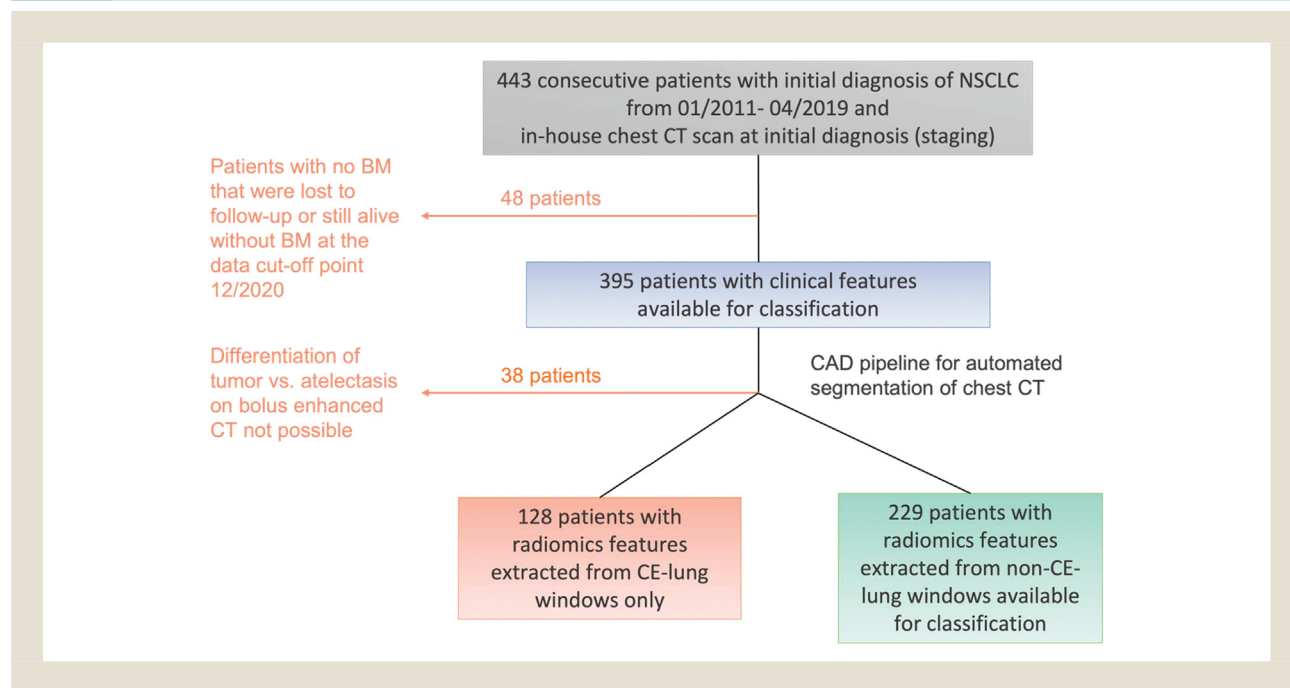 443 consecutive patients with initial diagnosis of NSCLC
from 01/2011- 04/2019 and
in-house chest CT scan at initial diagnosis (staging)
Patients with no BM
that were lost to
follow-up or still alive
without BM at the
data cut-off point
12/2020
48 patients
395 patients with clinical features
available for classification
Differentiation of
tumor vs. atelectasis
on bolus enhanced
CT not possible
38 patients
CAD pipeline for automated
segmentation of chest CT
128 patients with
radiomics features
extracted from CE-lung
windows only
229 patients with
radiomics features
extracted from non-CE-
lung windows available
for classification